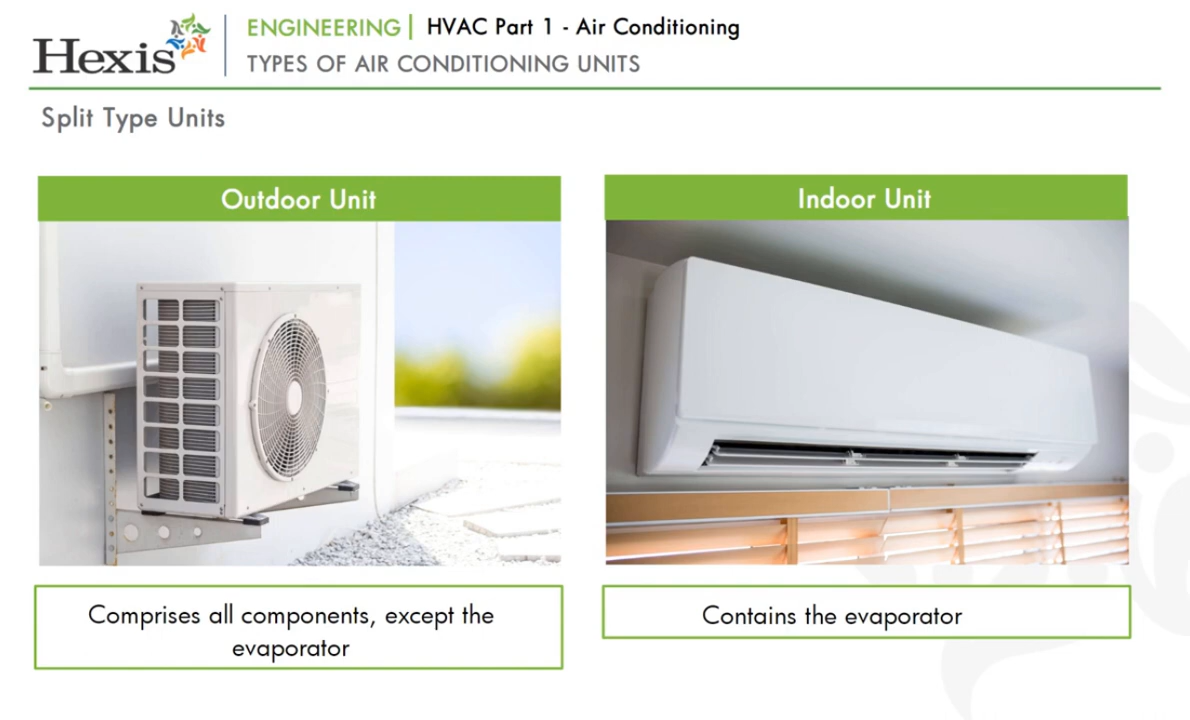 Hexis
ENGINEERING | HVAC Part 1 - Air Conditioning
TYPES OF AIR CONDITIONING UNITS
Split Type Units
Outdoor Unit
Indoor Unit
Comprises all components, except the
evaporator
Contains the evaporator